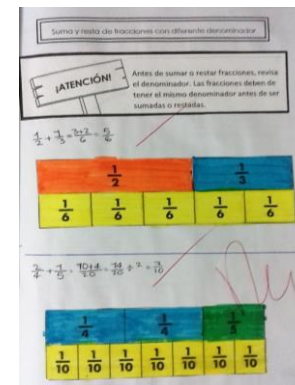 Suma y resta de fracciones con diferente denominador
¡ATENCIÓN!
Antes de sumar o restar fracciones, revisa
el denominador. Las fracciones deben de
tener el mismo denominador antes de ser
sumadas o restadas.
1/2 + 1/3 = 3+2/6 = 5/6
1/2 1/3
1/6 1/6 1/6 1/6 1/6
1/4 1/4 1/5
1/10 1/10 1/10 1/10 1/10 1/10 1/10